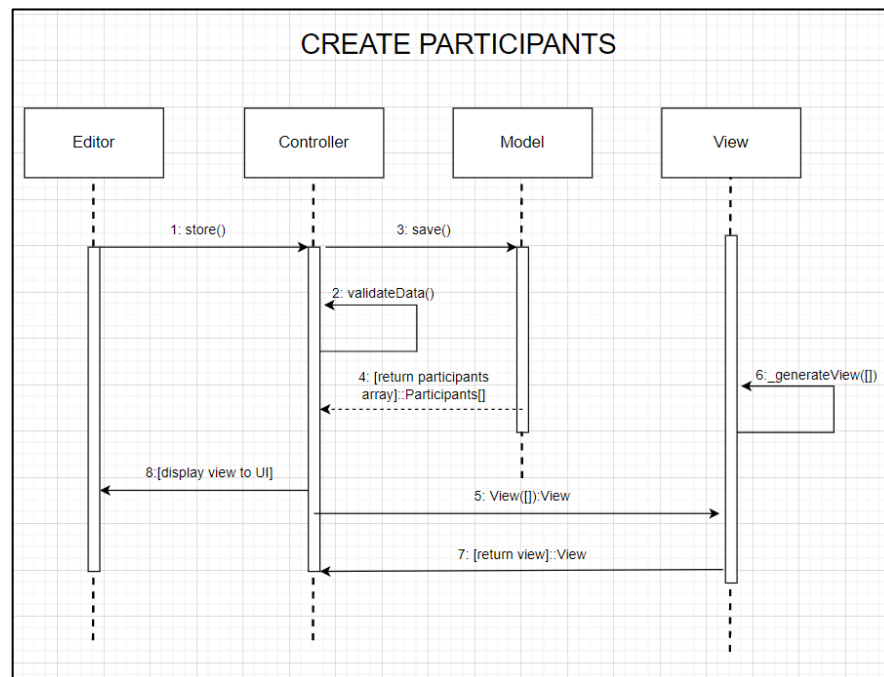 CREATE PARTICIPANTS
Editor
Controller
Model
View
1: store()
3: save()
2: validateData()
4: [return participants
array]::Participants[]
6:_generateView([])
8:[display view to UI]
5: View([]):View
7: [return view]::View